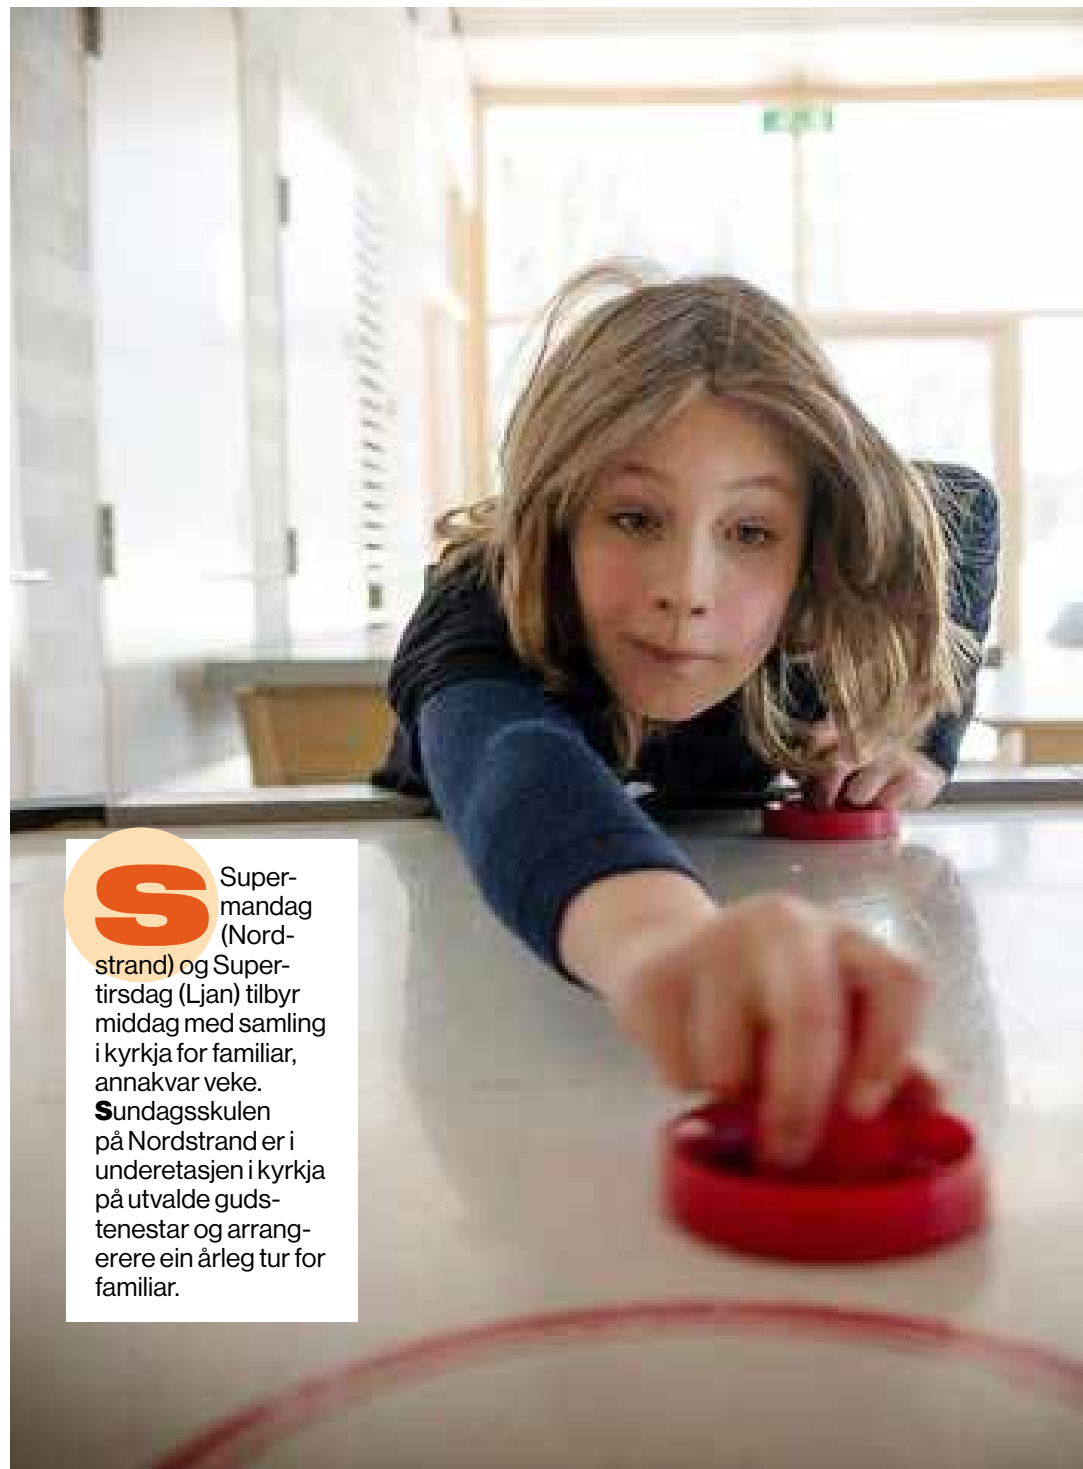 S
Super-
mandag
(Nord-
strand) og Super-
tirsdag (Ljan) tilbyr
middag med samling
i kyrkja for familiar,
annakvar veke.
Sundagsskulen
på Nordstrand er i
underetasjen i kyrkja
på utvalde guds-
tenestar og arrang-
erere ein årleg tur for
familiar.